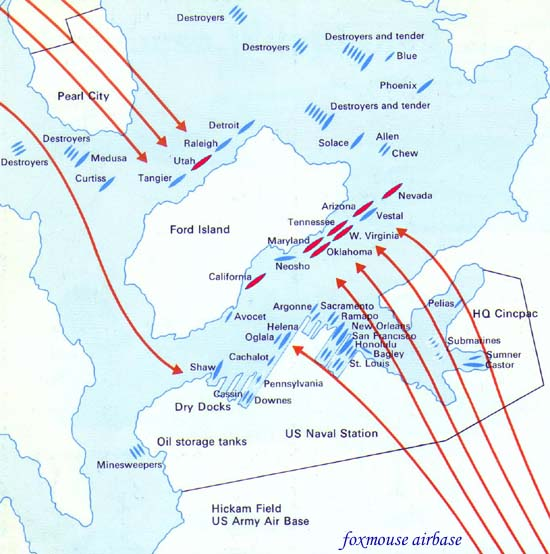 Destroyers
Destroyers
Destroyers and tender
Blue
Phoenix
Pearl City
Destroyers and tender
Detroit
Raleigh
Allen
Solace
Chew
Destroyers
Destroyers
Medusa
Utah
Curtiss
Tangier
Nevada
Arizona
Vestal
Tennessee
Ford Island
W. Virginia
Maryland
Oklahoma
Neosho
California
Pelias
HQ Cincpac
Argonne
Sacramento
Avocet
Ramapo
Helena
New Orleans
Oglala
San Francisco
Honolulu
Submarines
Cachalot
Bagley
Sumner
Shaw
St. Louis
Castor
Pennsylvania
Cassin
Downes
Dry Docks
US Naval Station
Oil storage tanks
Minesweepers
Hickam Field
US Army Air Base
foxmouse airbase